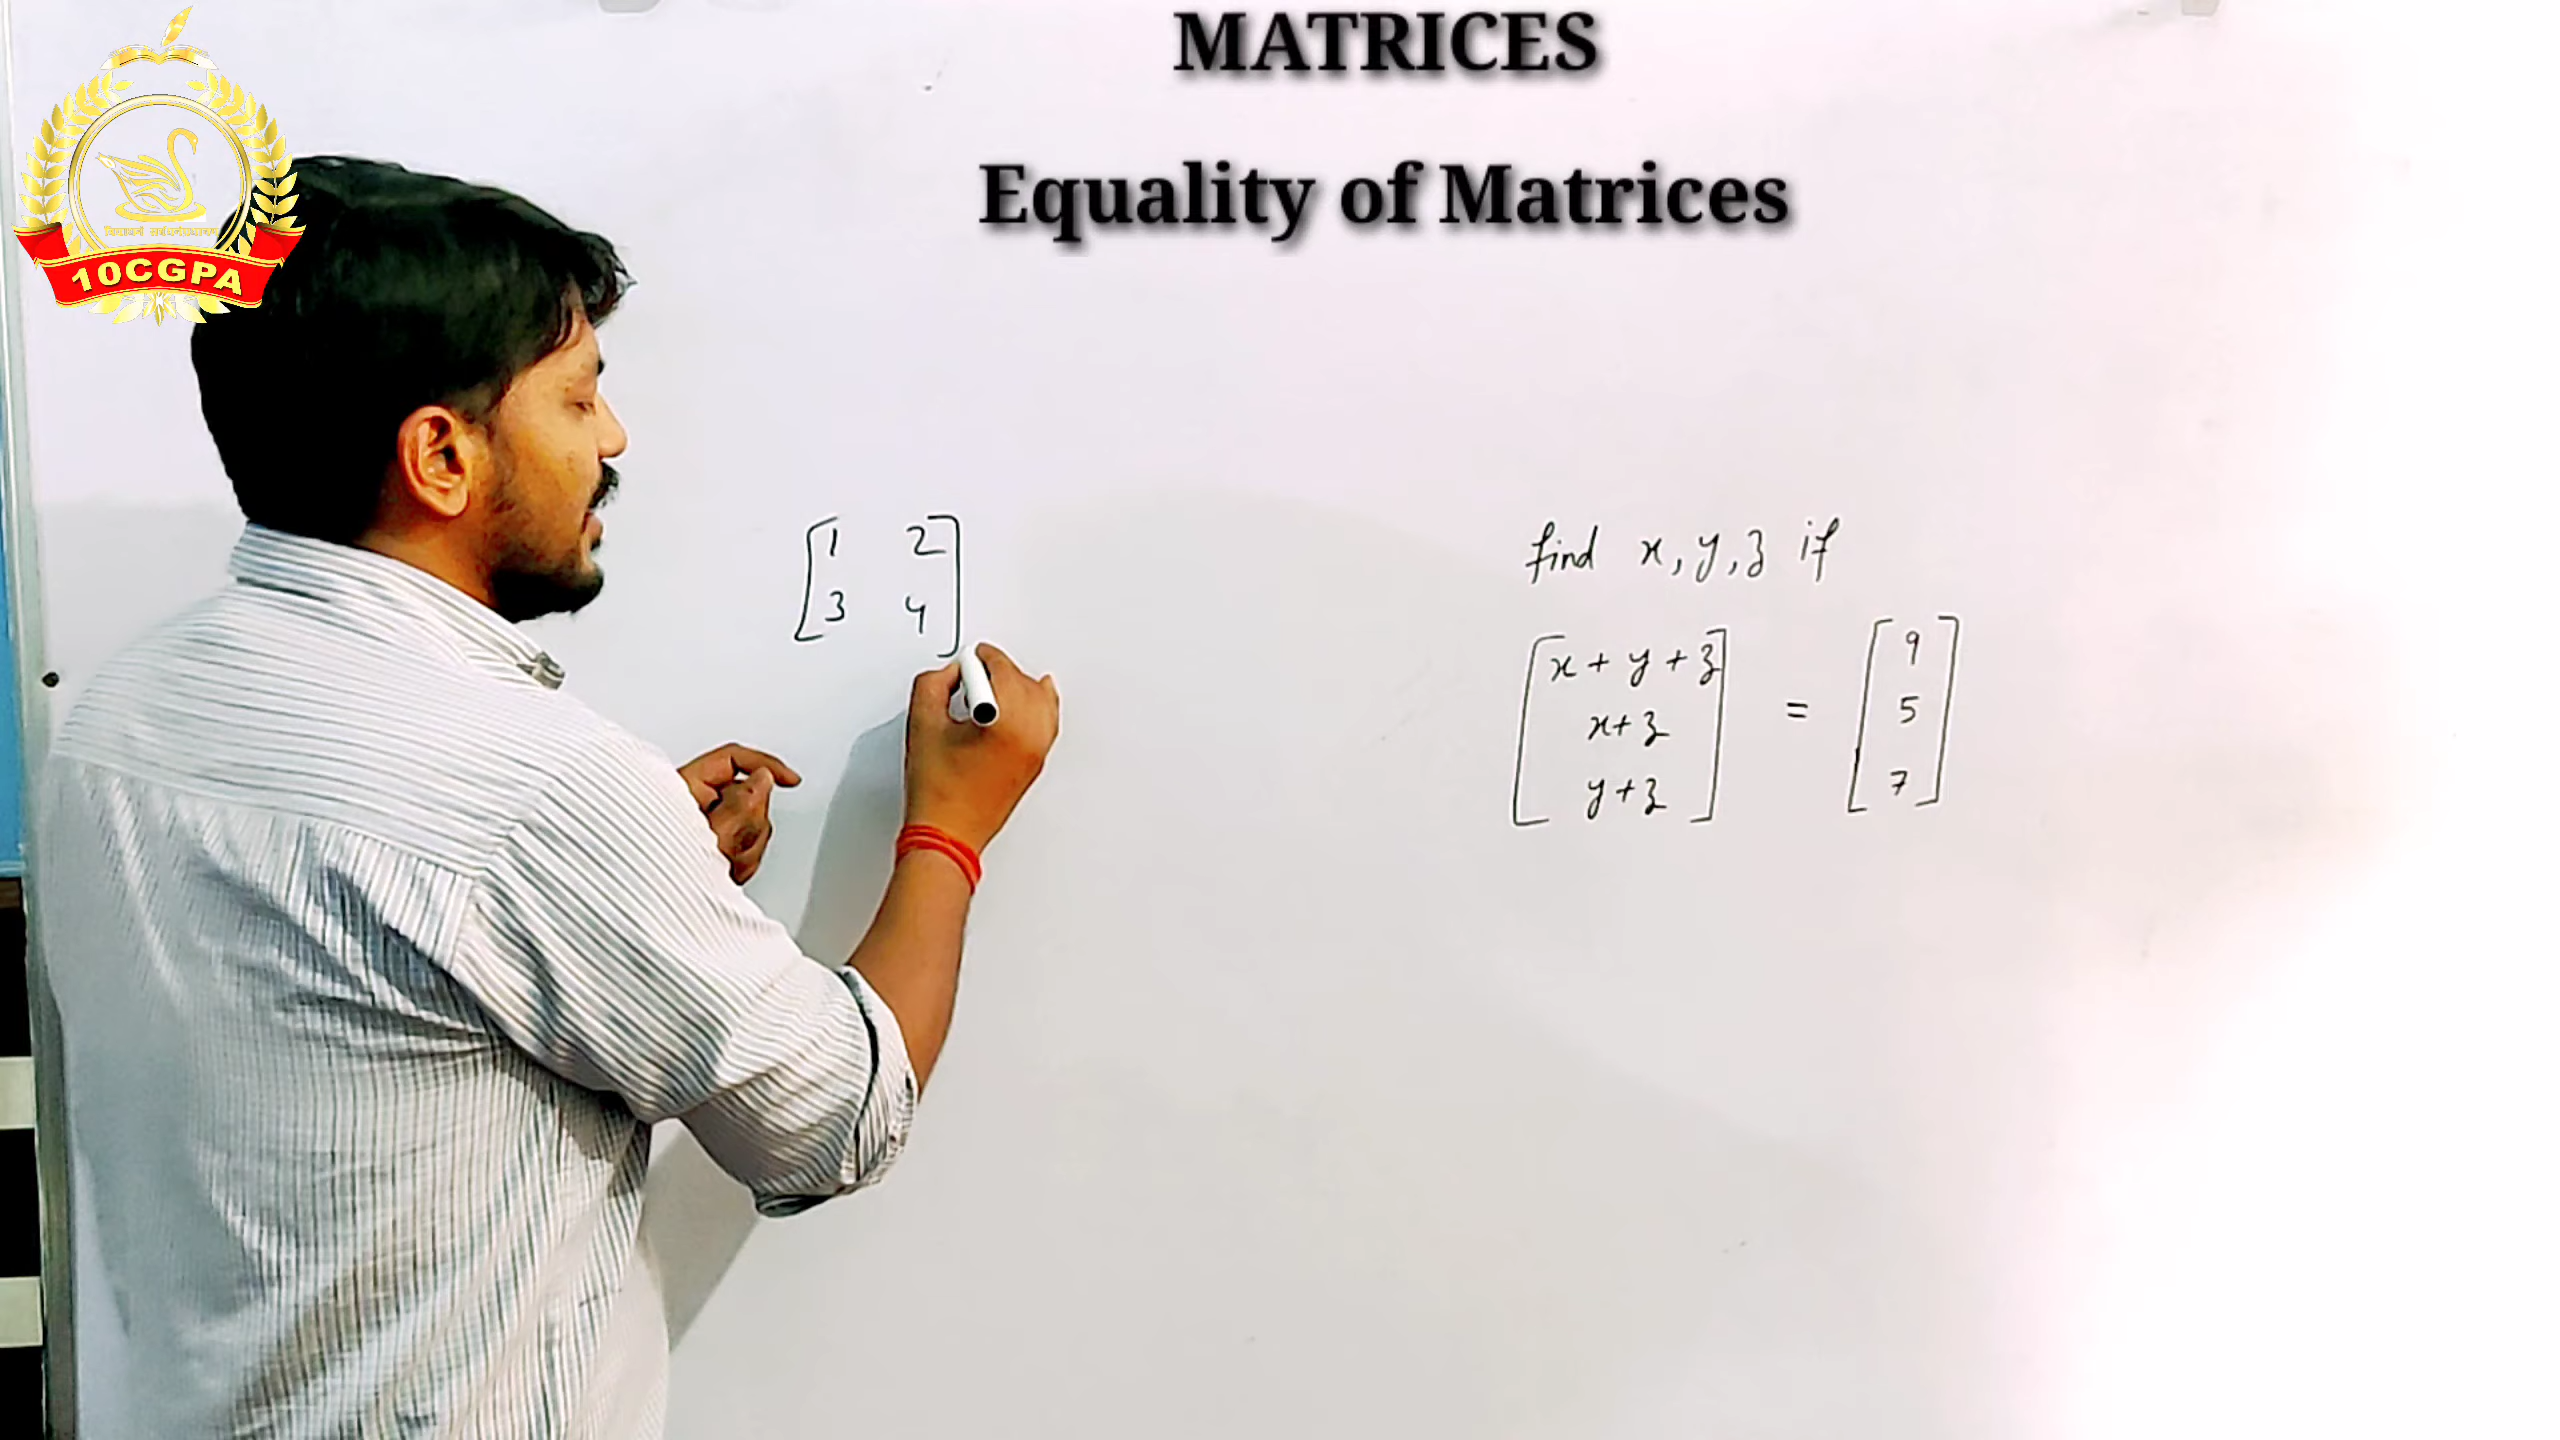 MATRICES
Equality of Matrices
10CGPA
1 2
3 4
find x, y, z if
x + y + z
x + z
y + z
=
9
5
7